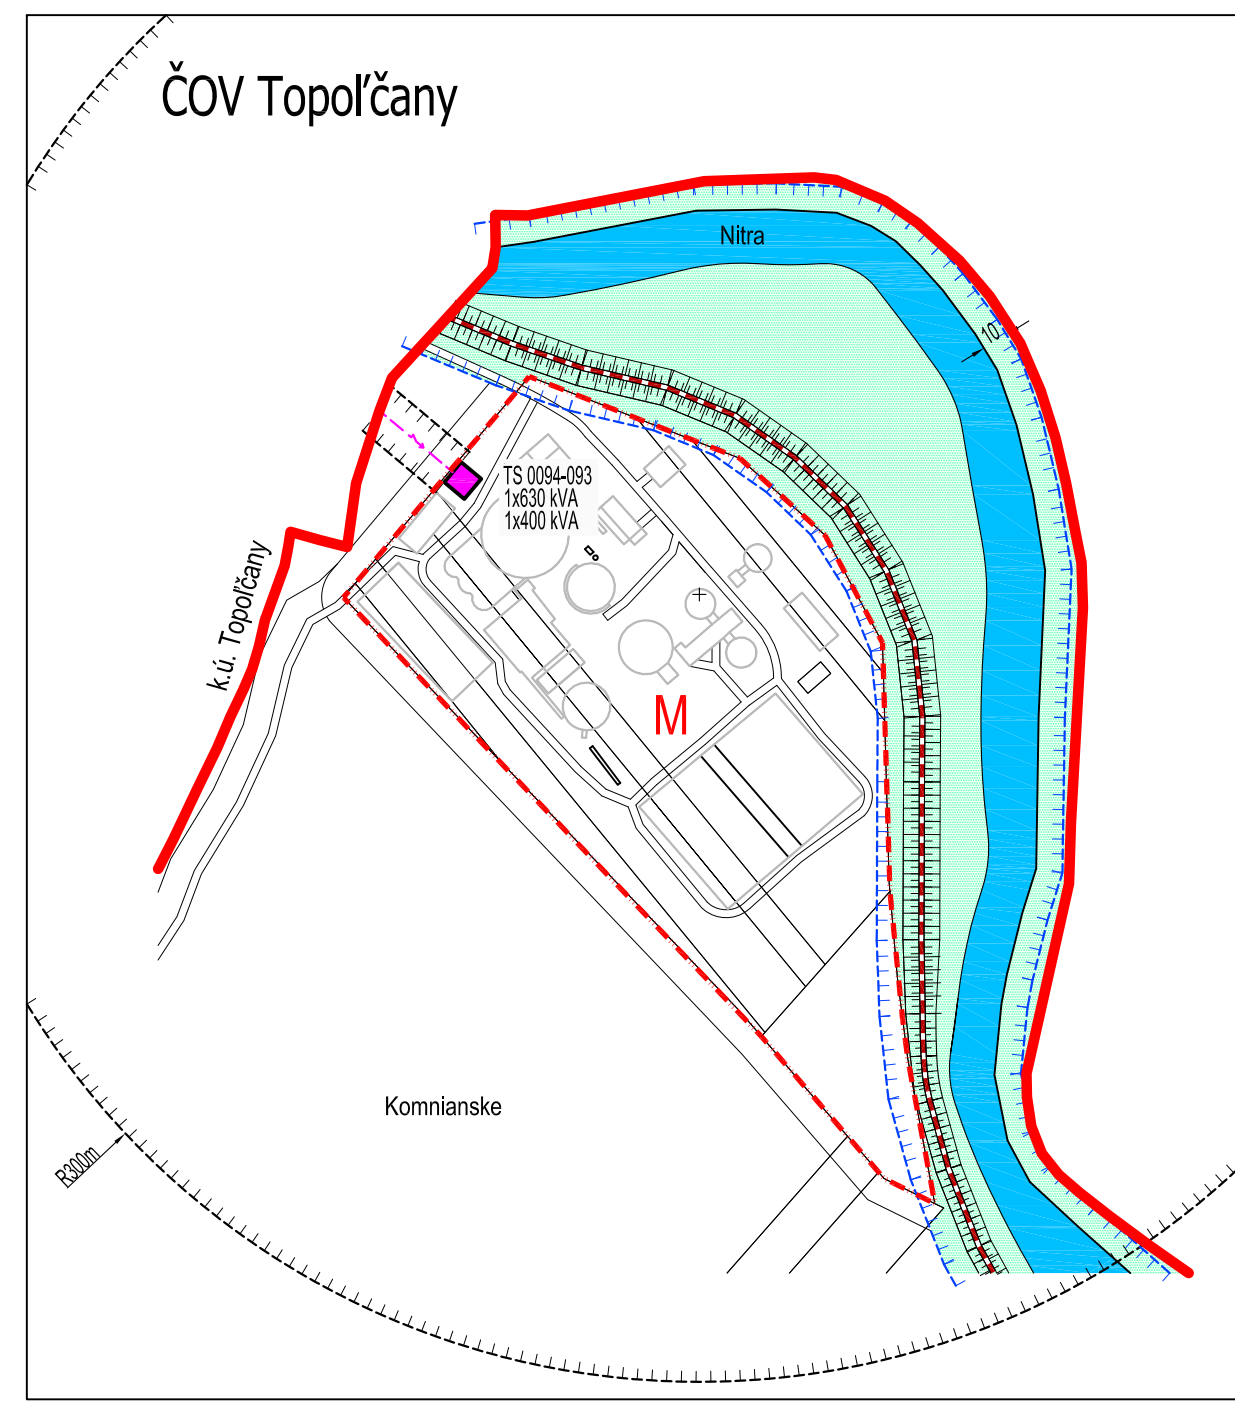 ČOV Topoľčany
Nitra
10
TS 0094-093
1x630 kVA
1x400 kVA
k.ú. Topoľčany
M
Komnianske
R300m